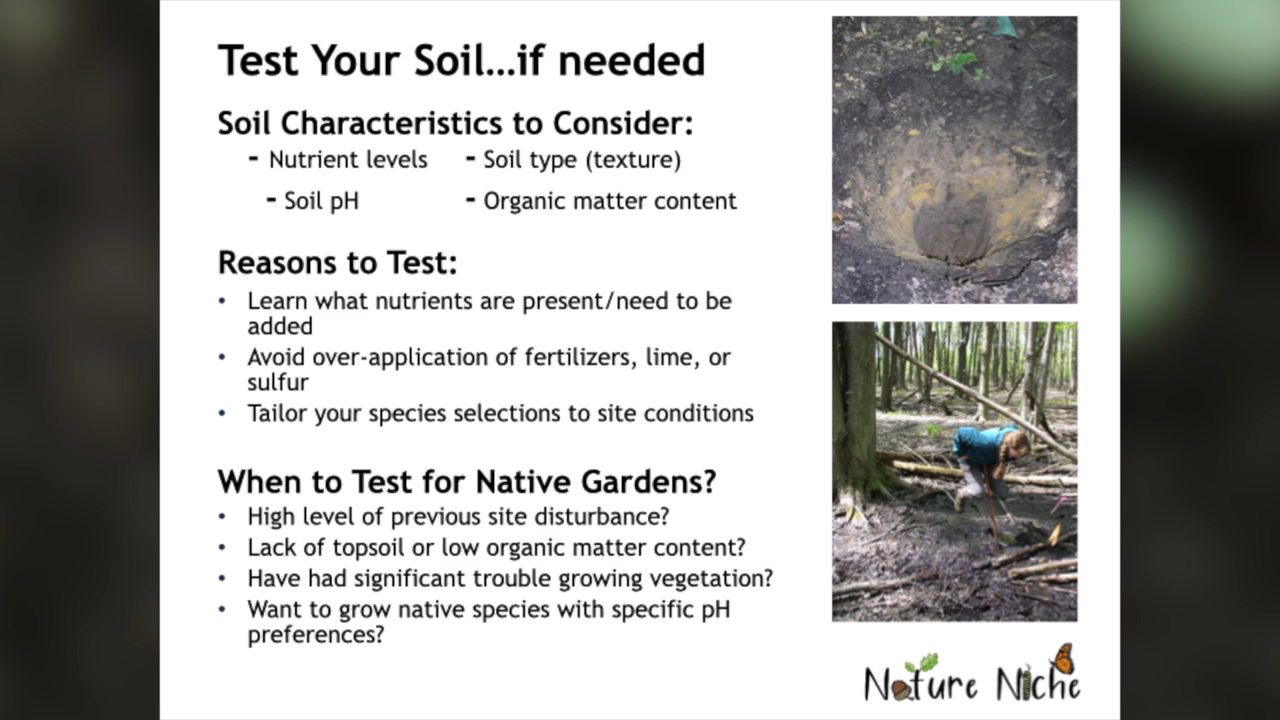 Test Your Soil...if needed
Soil Characteristics to Consider:
- Nutrient levels - Soil type (texture)
- Soil pH - Organic matter content
Reasons to Test:
• Learn what nutrients are present/need to be
added
• Avoid over-application of fertilizers, lime, or
sulfur
• Tailor your species selections to site conditions
When to Test for Native Gardens?
• High level of previous site disturbance?
• Lack of topsoil or low organic matter content?
• Have had significant trouble growing vegetation?
• Want to grow native species with specific pH
preferences?
Nature Niche